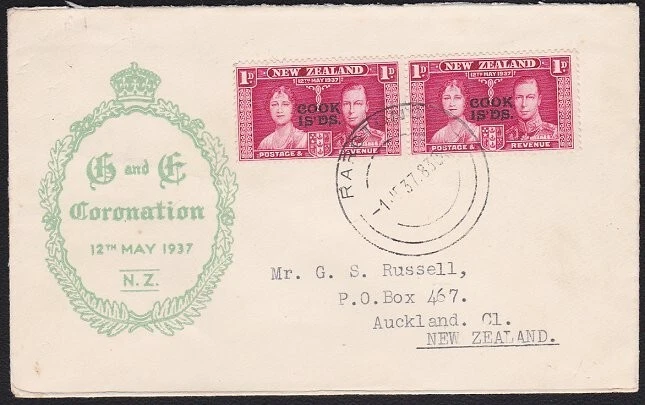 G and E
Coronation
12TH MAY 1937
N.Z.
1D NEW ZEALAND 1D
12TH MAY 1937
COOK
IS'DS.
POSTAGE & REVENUE
1D NEW ZEALAND 1D
12TH MAY 1937
COOK
IS'DS.
POSTAGE & REVENUE
Mr. G. S. Russell,
P.O.Box 467.
Auckland. C1.
NEW ZEALAND.